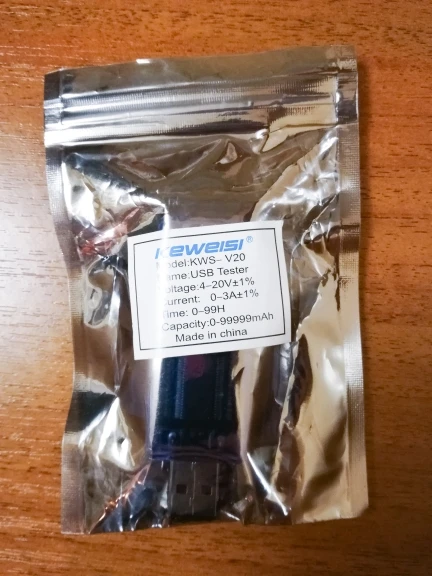 KEWEISI®
odel:KWS– V20
ame:USB Tester
oltage:4–20V±1%
urrent: 0–3A±1%
Time: 0–99H
Capacity:0-99999mAh
Made in china